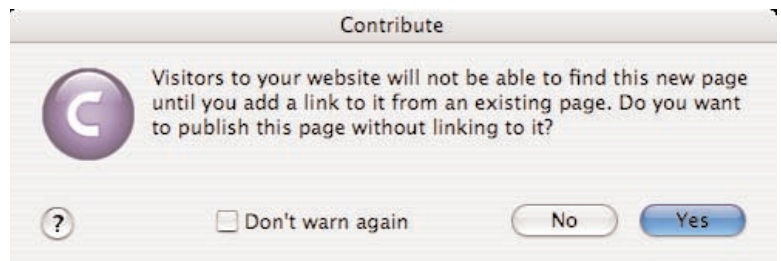 Contribute
Visitors to your website will not be able to find this new page
until you add a link to it from an existing page. Do you want
to publish this page without linking to it?
? Don't warn again No Yes